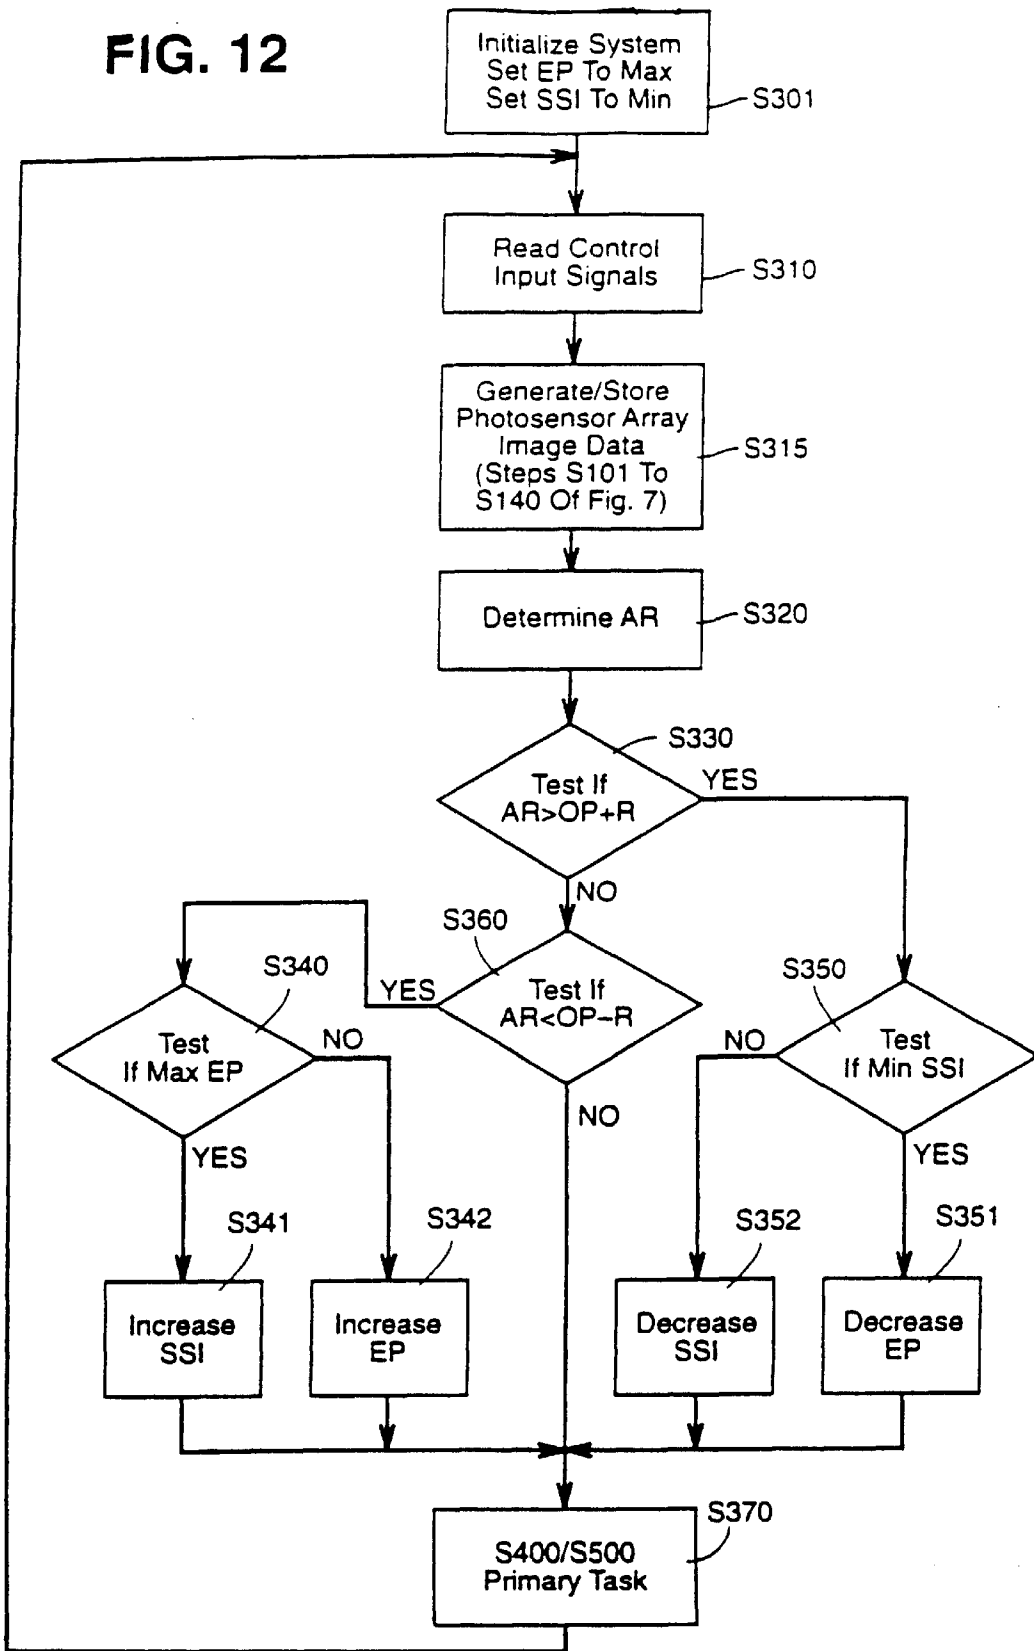 FIG. 12
Initialize System
Set EP To Max
Set SSI To Min
S301
Read Control
Input Signals
S310
Generate/Store
Photosensor Array
Image Data
(Steps S101 To
S140 Of Fig. 7)
S315
Determine AR
S320
S330
Test If
AR>OP+R
YES
NO
S360
Test If
AR<OP-R
YES
NO
S340
Test
If Max EP
NO
YES
S350
Test
If Min SSI
NO
YES
S341
Increase
SSI
S342
Increase
EP
S352
Decrease
SSI
S351
Decrease
EP
S370
S400/S500
Primary Task